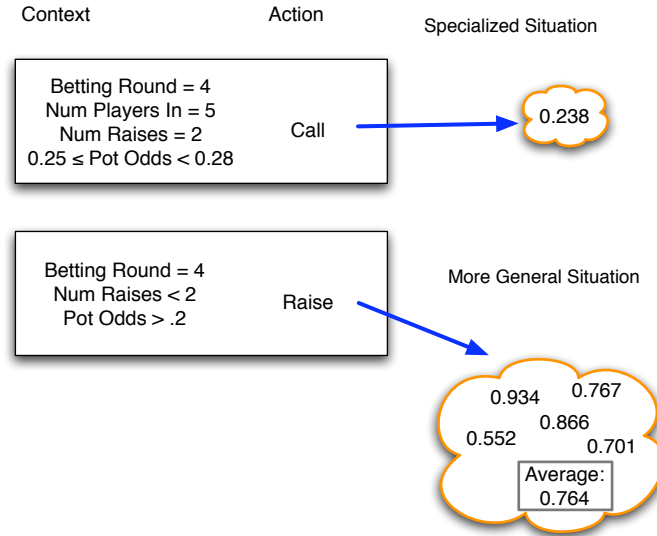 Context
Action
Specialized Situation
Betting Round = 4
Num Players In = 5
Num Raises = 2
0.25 ≤ Pot Odds < 0.28
Call
0.238
Betting Round = 4
Num Raises < 2
Pot Odds > .2
Raise
More General Situation
0.934
0.767
0.552
0.866
0.701
Average:
0.764